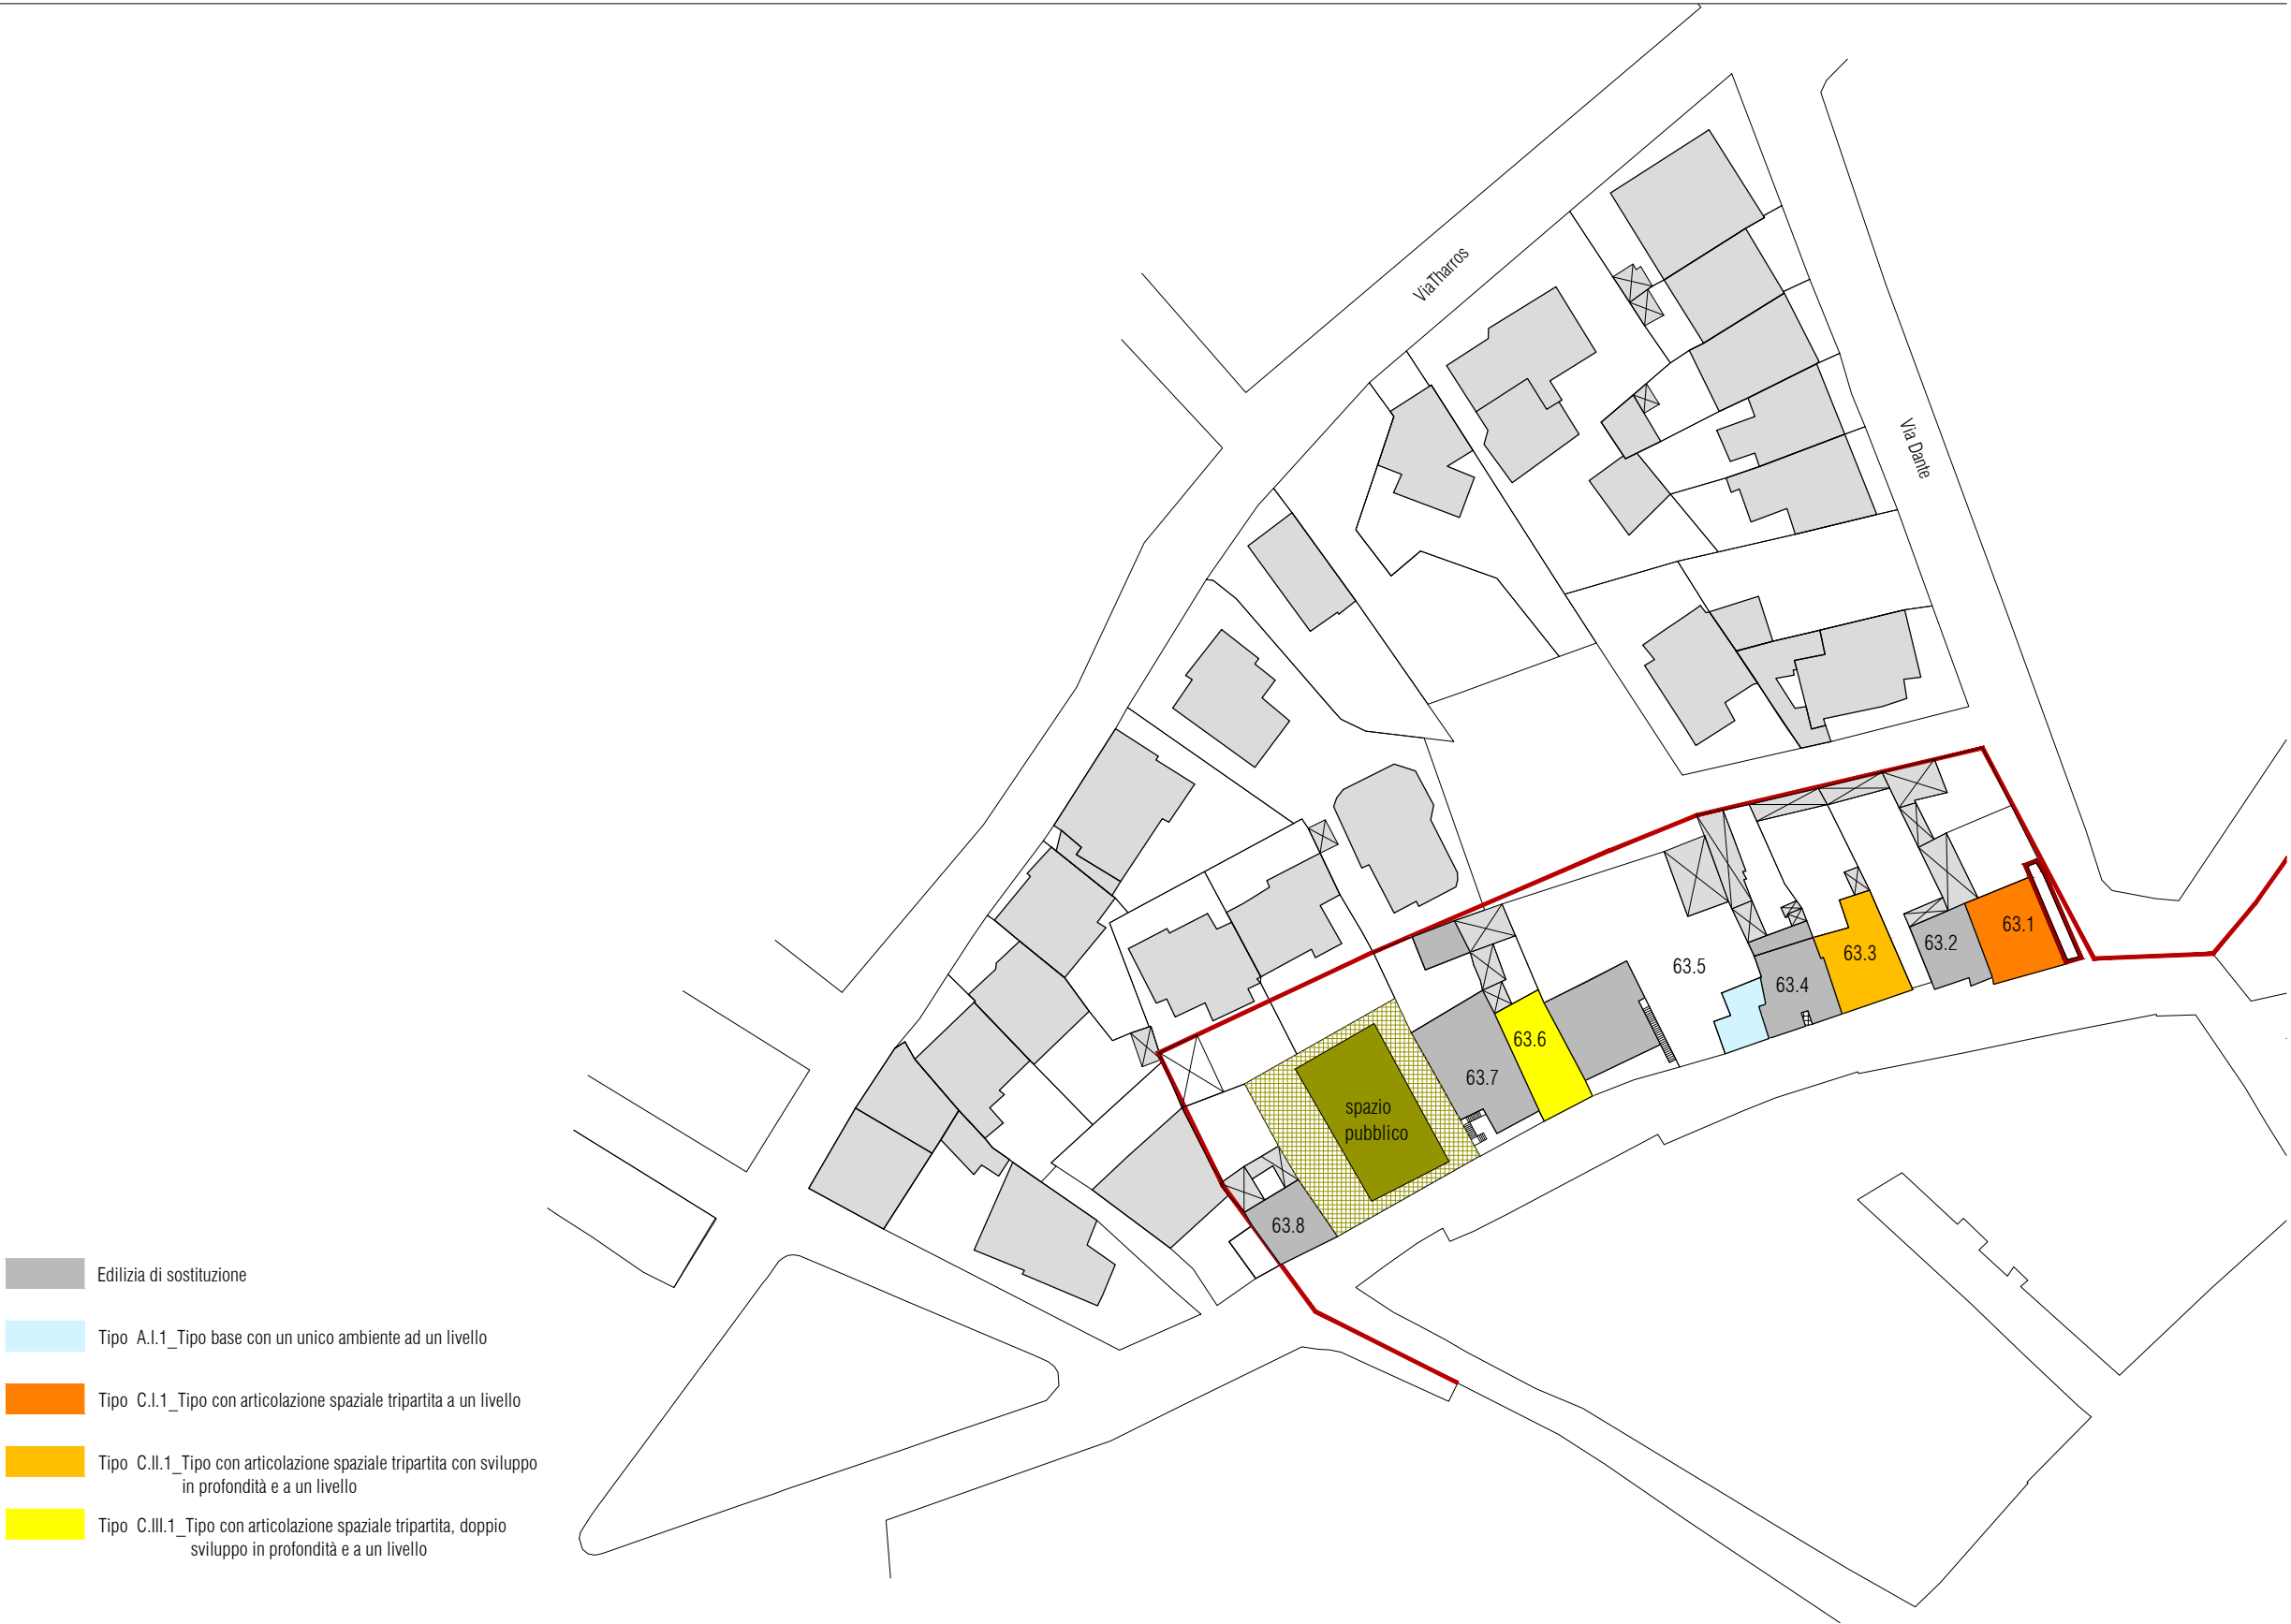 ViaTharros
Via Dante
63.1
63.2
63.3
63.4
63.5
63.6
63.7
spazio
pubblico
63.8
Edilizia di sostituzione
Tipo A.I.1_Tipo base con un unico ambiente ad un livello
Tipo C.I.1_Tipo con articolazione spaziale tripartita a un livello
Tipo C.II.1_Tipo con articolazione spaziale tripartita con sviluppo
in profondità e a un livello
Tipo C.III.1_Tipo con articolazione spaziale tripartita, doppio
sviluppo in profondità e a un livello